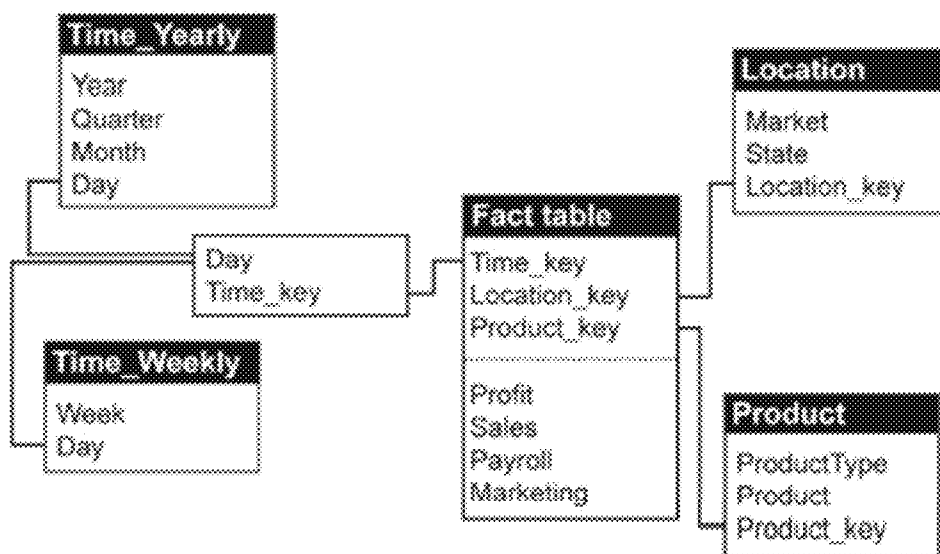 Time_Yearly
Year
Quarter
Month
Day
Day
Time_key
Time_Weekly
Week
Day
Fact table
Time_key
Location_key
Product_key
Profit
Sales
Payroll
Marketing
Location
Market
State
Location_key
Product
ProductType
Product
Product_key